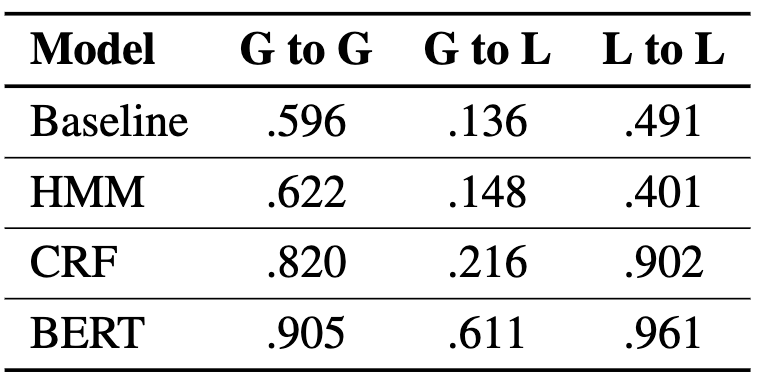 Model G to G G to L L to L
Baseline .596 .136 .491
HMM .622 .148 .401
CRF .820 .216 .902
BERT .905 .611 .961